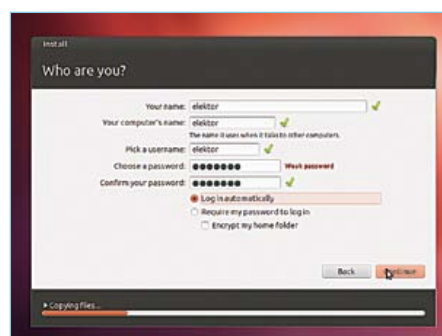 Install
Who are you?
Your name: elektor
Your computer's name: elektor
The name it uses when it talks to other computers.
Pick a username: elektor
Choose a password: ●●●●●●● Weak password
Confirm your password: ●●●●●●●
Log in automatically
Require my password to log in
Encrypt my home folder
Back Continue
Copying files...